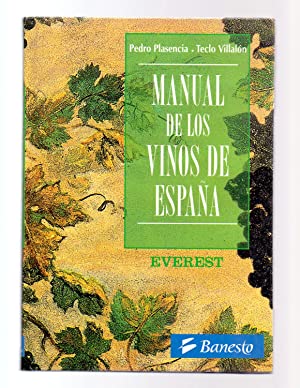 Pedro Plasencia . Teclo Villalón
MANUAL
DE LOS
VINOS DE
ESPAÑA
EVEREST
Banesto